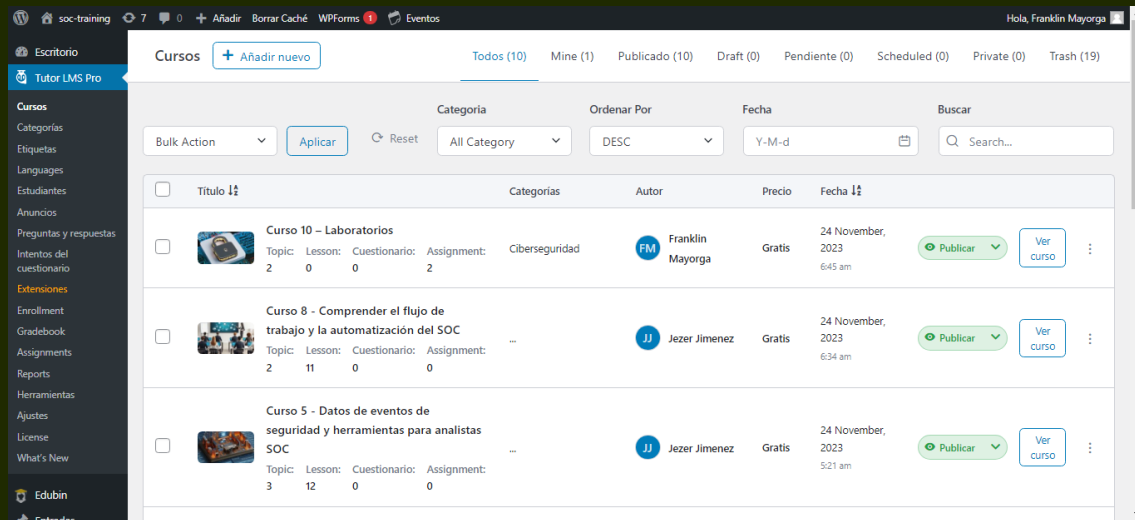 soc-training 7 0 Añadir Borrar Caché WPForms 1 Eventos Hola, Franklin Mayorga
Escritorio
Tutor LMS Pro
Cursos
Categorías
Etiquetas
Languages
Estudiantes
Anuncios
Preguntas y respuestas
Intentos del
cuestionario
Extensiones
Enrollment
Gradebook
Assignments
Reports
Herramientas
Ajustes
License
What's New
Edubin
Entradas
Cursos + Añadir nuevo Todos (10) Mine (1) Publicado (10) Draft (0) Pendiente (0) Scheduled (0) Private (0) Trash (19)
Categoria Ordenar Por Fecha Buscar
Bulk Action Aplicar Reset All Category DESC Y-M-d Search...
Título Categorías Autor Precio Fecha
Curso 10 – Laboratorios
Topic: Lesson: Cuestionario: Assignment:
2 0 0 2
Ciberseguridad
FM Franklin
Mayorga
Gratis
24 November,
2023
6:45 am
Publicar
Ver
curso
Curso 8 - Comprender el flujo de
trabajo y la automatización del SOC
Topic: Lesson: Cuestionario: Assignment:
2 11 0 0
...
JJ Jezer Jimenez
Gratis
24 November,
2023
6:34 am
Publicar
Ver
curso
Curso 5 - Datos de eventos de
seguridad y herramientas para analistas
SOC
Topic: Lesson: Cuestionario: Assignment:
3 12 0 0
...
JJ Jezer Jimenez
Gratis
24 November,
2023
5:21 am
Publicar
Ver
curso